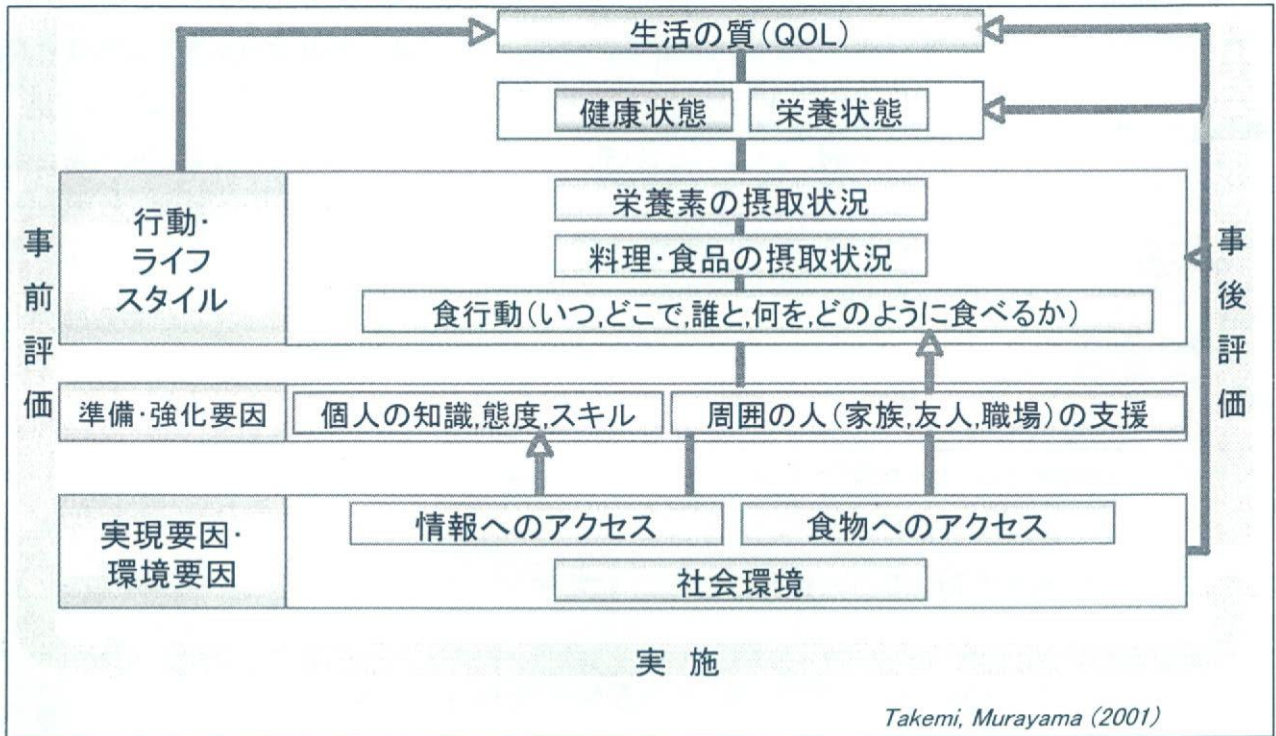 生活の質(QOL)
健康状態
栄養状態
事前評価
行動・
ライフ
スタイル
栄養素の摂取状況
料理・食品の摂取状況
食行動(いつ,どこで,誰と,何を,どのように食べるか)
準備・強化要因
個人の知識,態度,スキル
周囲の人(家族,友人,職場)の支援
実現要因・
環境要因
情報へのアクセス
食物へのアクセス
社会環境
事後評価
実施
Takemi, Murayama (2001)